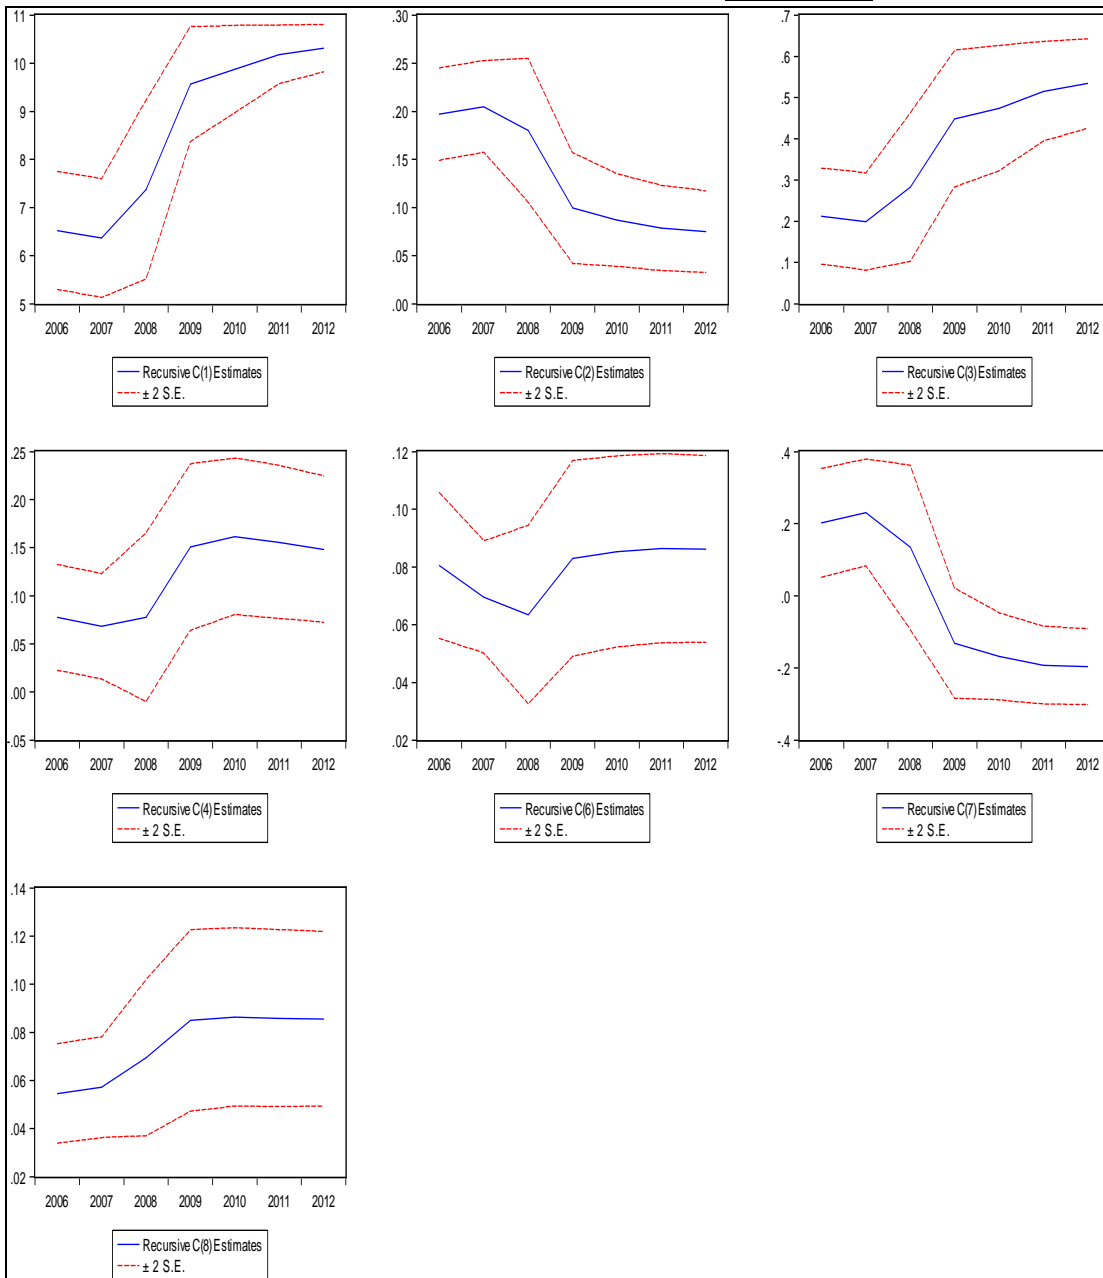 11
10
9
8
7
6
5
2006 2007 2008 2009 2010 2011 2012
Recursive C(1) Estimates
± 2 S.E.
.30
.25
.20
.15
.10
.05
.00
2006 2007 2008 2009 2010 2011 2012
Recursive C(2) Estimates
± 2 S.E.
.7
.6
.5
.4
.3
.2
.1
.0
2006 2007 2008 2009 2010 2011 2012
Recursive C(3) Estimates
± 2 S.E.
.25
.20
.15
.10
.05
.00
-.05
2006 2007 2008 2009 2010 2011 2012
Recursive C(4) Estimates
± 2 S.E.
.12
.10
.08
.06
.04
.02
2006 2007 2008 2009 2010 2011 2012
Recursive C(6) Estimates
± 2 S.E.
.4
.2
.0
-.2
-.4
2006 2007 2008 2009 2010 2011 2012
Recursive C(7) Estimates
± 2 S.E.
.14
.12
.10
.08
.06
.04
.02
2006 2007 2008 2009 2010 2011 2012
Recursive C(8) Estimates
± 2 S.E.